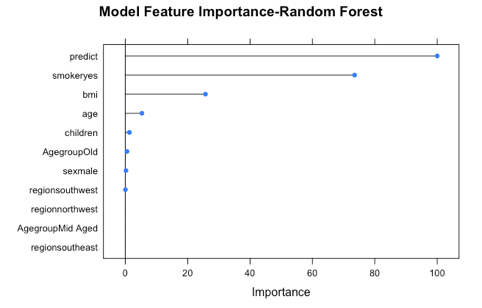 Model Feature Importance-Random Forest
predict
smokeryes
bmi
age
children
AgegroupOld
sexmale
regionsouthwest
regionnorthwest
AgegroupMid Aged
regionsoutheast
0 20 40 60 80 100
Importance